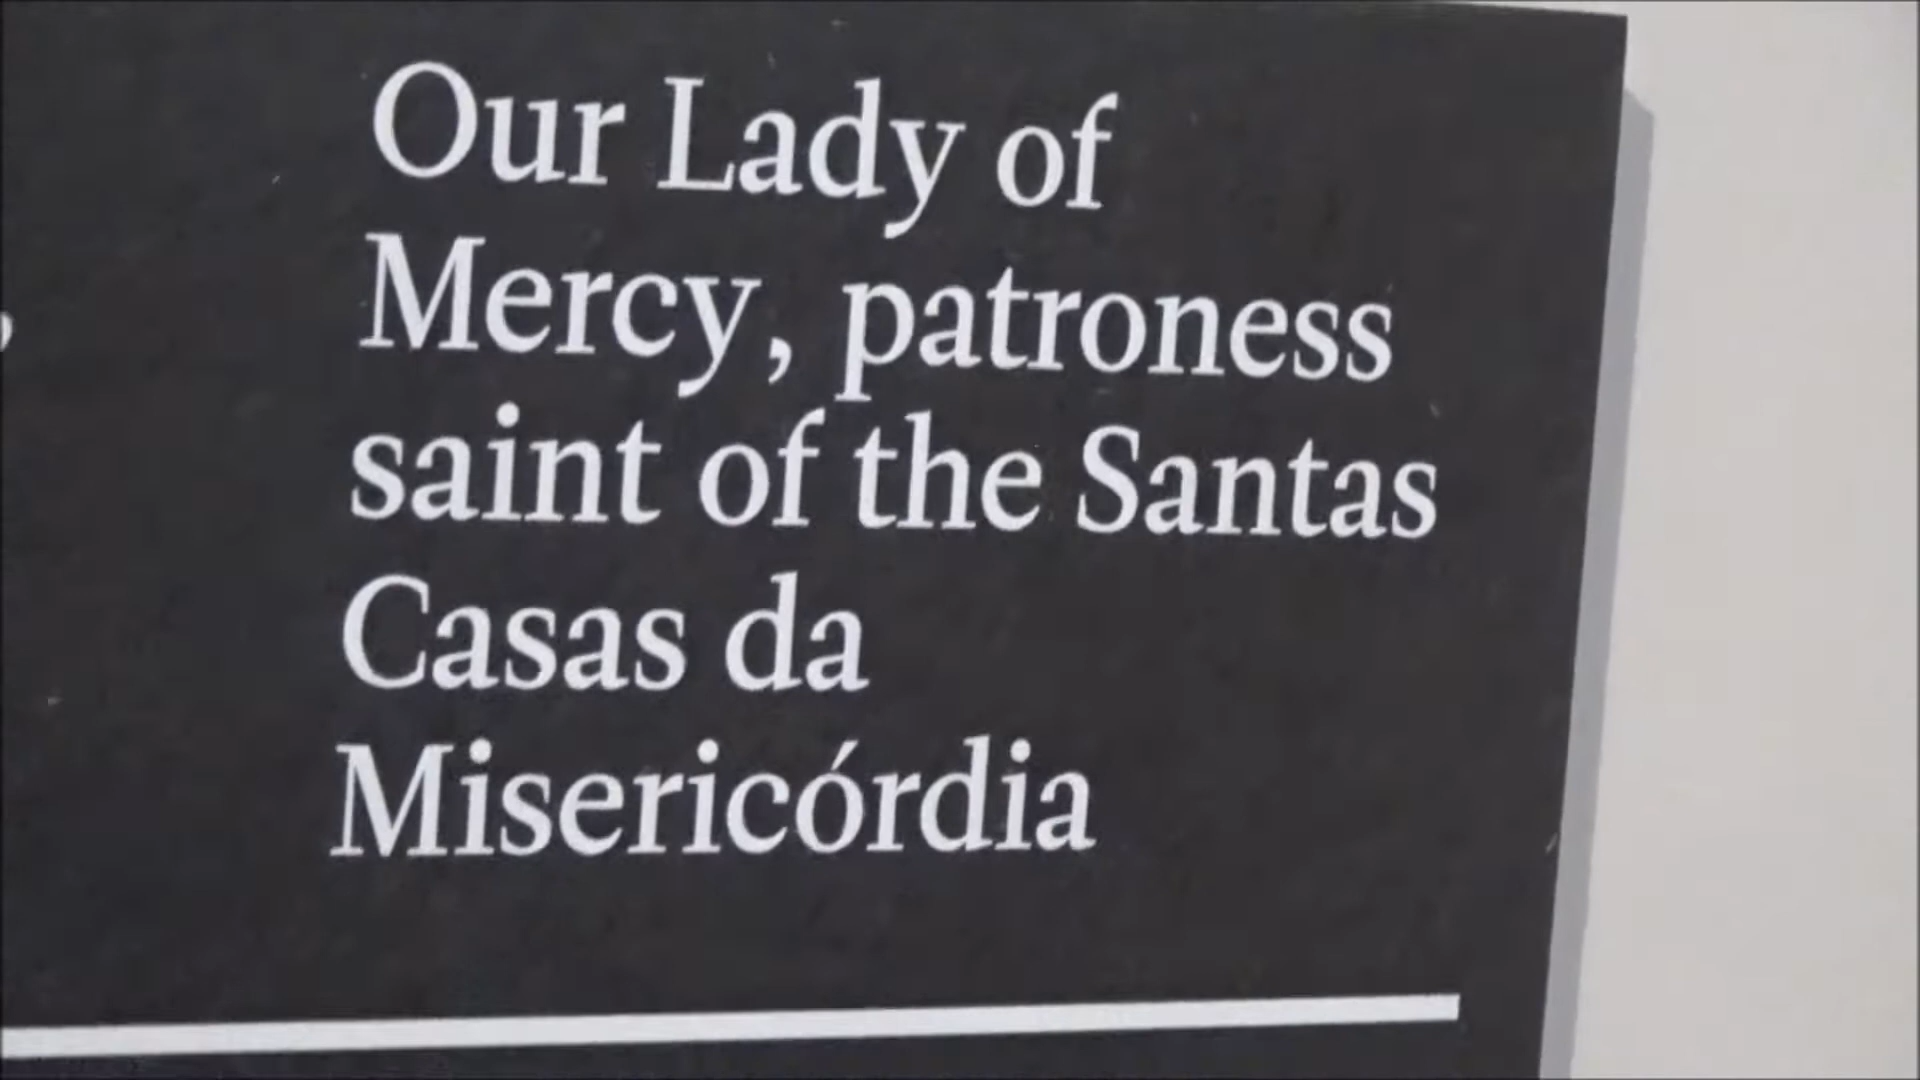 Our Lady of
Mercy, patroness
saint of the Santas
Casas da
Misericórdia